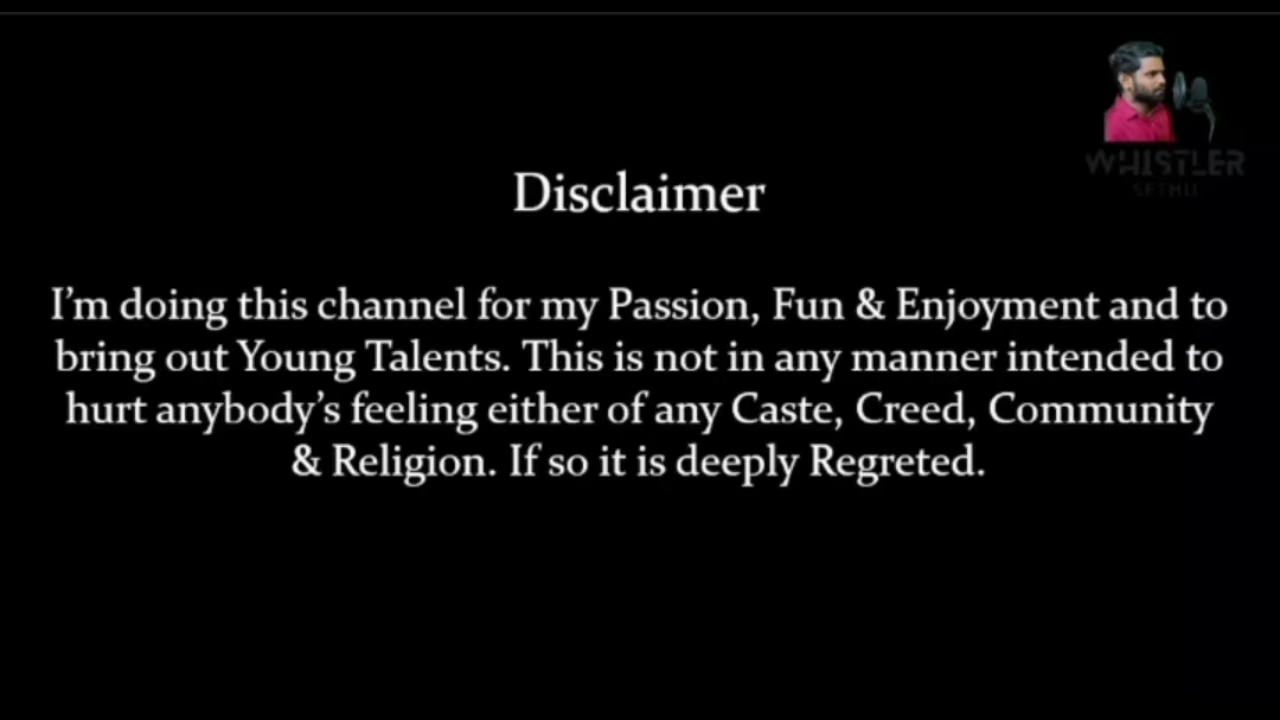 WHISTLER
SETHU
Disclaimer
I'm doing this channel for my Passion, Fun & Enjoyment and to
bring out Young Talents. This is not in any manner intended to
hurt anybody's feeling either of any Caste, Creed, Community
& Religion. If so it is deeply Regreted.